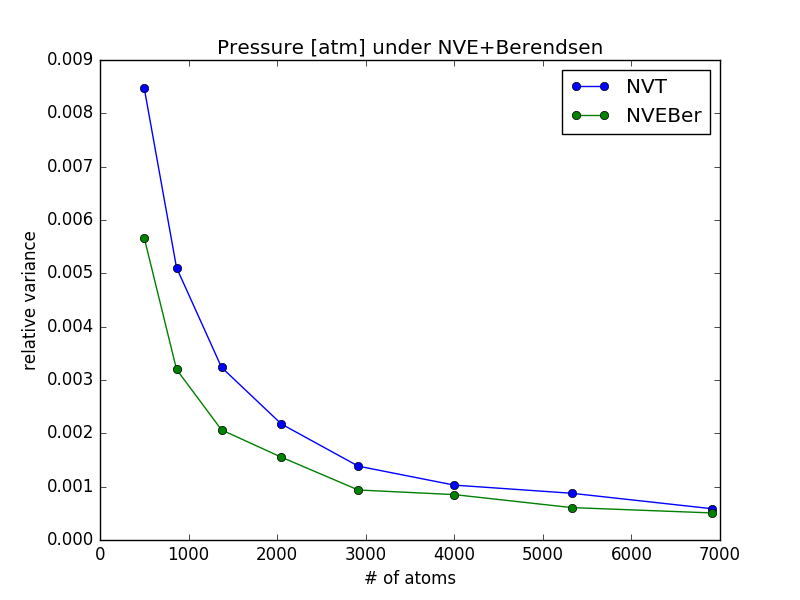 Pressure [atm] under NVE+Berendsen
NVT
NVEBer
relative variance
0.009
0.008
0.007
0.006
0.005
0.004
0.003
0.002
0.001
0.000
0 1000 2000 3000 4000 5000 6000 7000
# of atoms